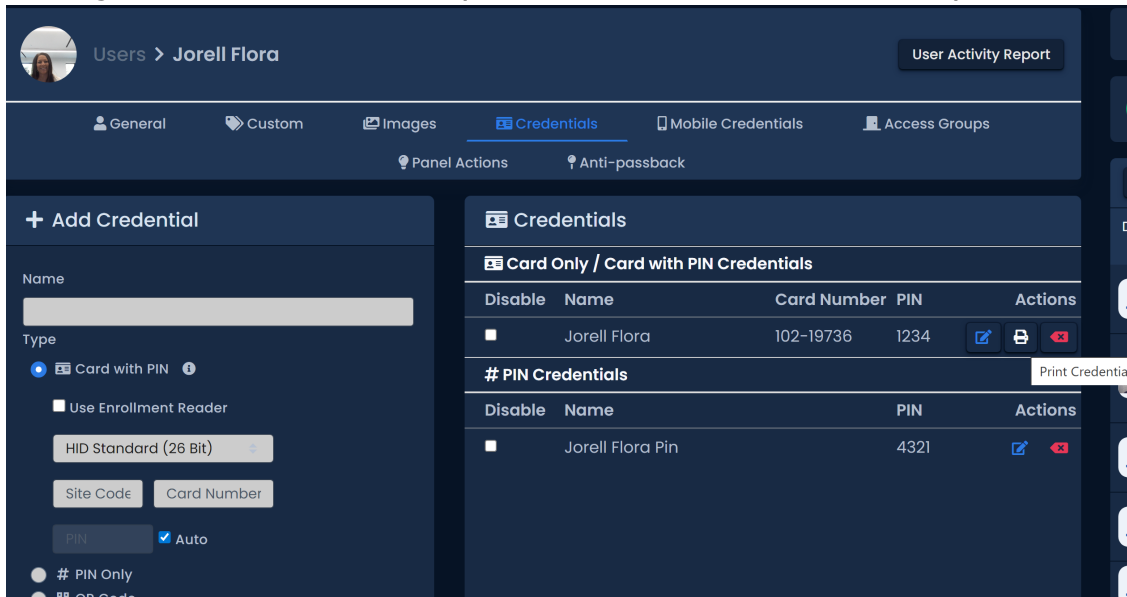 Users > Jorell Flora
User Activity Report
General
Custom
Images
Credentials
Mobile Credentials
Access Groups
Panel Actions
Anti-passback
+ Add Credential
Name
Type
Card with PIN
Use Enrollment Reader
HID Standard (26 Bit)
Site Code Card Number
PIN Auto
# PIN Only
Credentials
Card Only / Card with PIN Credentials
Disable Name Card Number PIN Actions
Jorell Flora 102-19736 1234
Print Credentia
# PIN Credentials
Disable Name PIN Actions
Jorell Flora Pin 4321